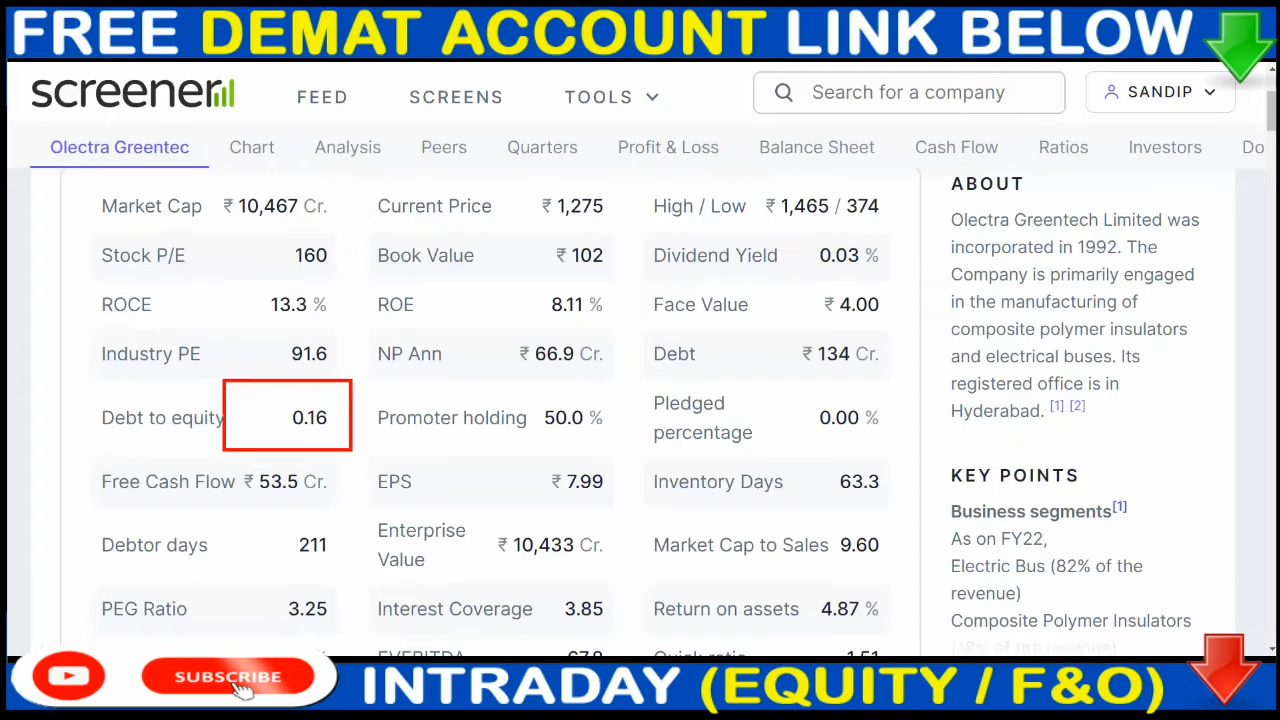 FREE DEMAT ACCOUNT LINK BELOW
screener
FEED SCREENS TOOLS
Search for a company
SANDIP
Olectra Greentec Chart Analysis Peers Quarters Profit & Loss Balance Sheet Cash Flow Ratios Investors Do
Market Cap ₹ 10,467 Cr. Current Price ₹ 1,275 High / Low ₹ 1,465 / 374
Stock P/E 160 Book Value ₹ 102 Dividend Yield 0.03 %
ROCE 13.3 % ROE 8.11 % Face Value ₹ 4.00
Industry PE 91.6 NP Ann ₹ 66.9 Cr. Debt ₹ 134 Cr.
Debt to equity 0.16 Promoter holding 50.0 % Pledged percentage 0.00 %
Free Cash Flow ₹ 53.5 Cr. EPS ₹ 7.99 Inventory Days 63.3
Debtor days 211 Enterprise Value ₹ 10,433 Cr. Market Cap to Sales 9.60
PEG Ratio 3.25 Interest Coverage 3.85 Return on assets 4.87 %
ABOUT
Olectra Greentech Limited was
incorporated in 1992. The
Company is primarily engaged
in the manufacturing of
composite polymer insulators
and electrical buses. Its
registered office is in
Hyderabad. [1] [2]
KEY POINTS
Business segments[1]
As on FY22,
Electric Bus (82% of the
revenue)
Composite Polymer Insulators
SUBSCRIBE
INTRADAY (EQUITY / F&O)